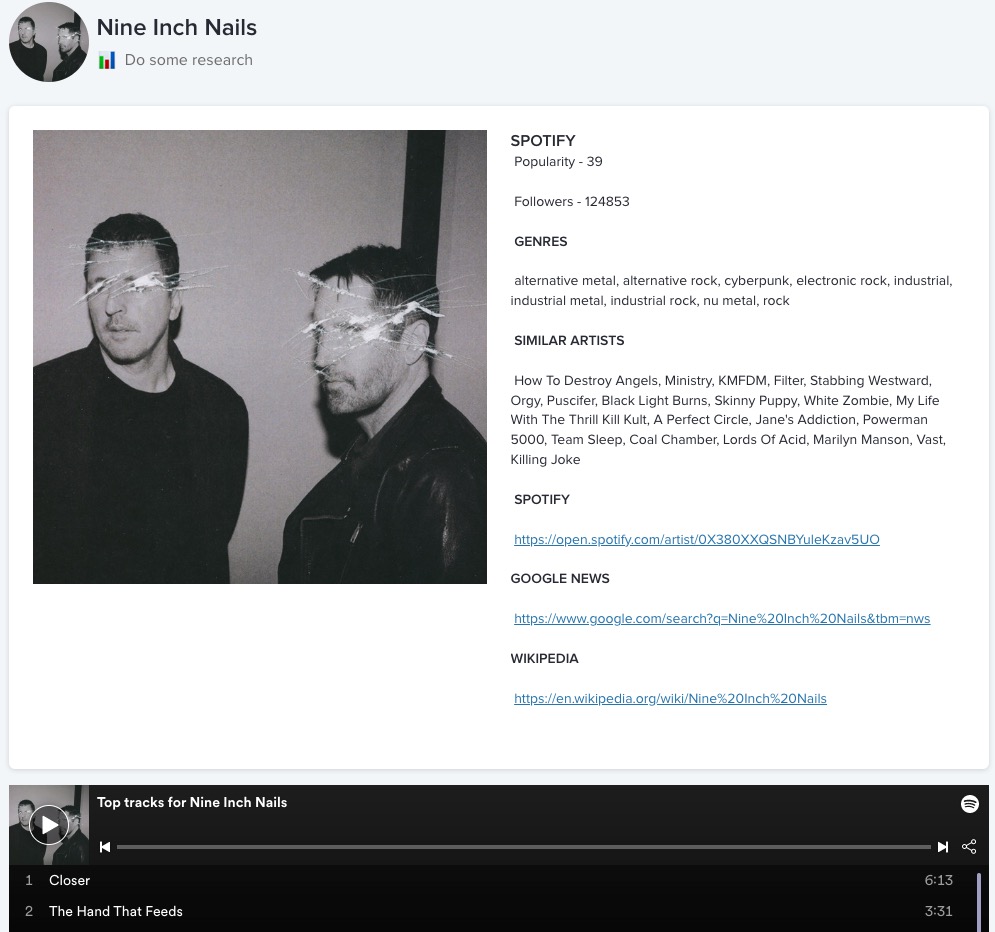 Nine Inch Nails
Do some research
SPOTIFY
Popularity - 39
Followers - 124853
GENRES
alternative metal, alternative rock, cyberpunk, electronic rock, industrial,
industrial metal, industrial rock, nu metal, rock
SIMILAR ARTISTS
How To Destroy Angels, Ministry, KMFDM, Filter, Stabbing Westward,
Orgy, Puscifer, Black Light Burns, Skinny Puppy, White Zombie, My Life
With The Thrill Kill Kult, A Perfect Circle, Jane's Addiction, Powerman
5000, Team Sleep, Coal Chamber, Lords Of Acid, Marilyn Manson, Vast,
Killing Joke
SPOTIFY
https://open.spotify.com/artist/0X380XXQSNBYuleKzav5UO
GOOGLE NEWS
https://www.google.com/search?q=Nine%20Inch%20Nails&tbm=nws
WIKIPEDIA
https://en.wikipedia.org/wiki/Nine%20Inch%20Nails
Top tracks for Nine Inch Nails
1 Closer 6:13
2 The Hand That Feeds 3:31